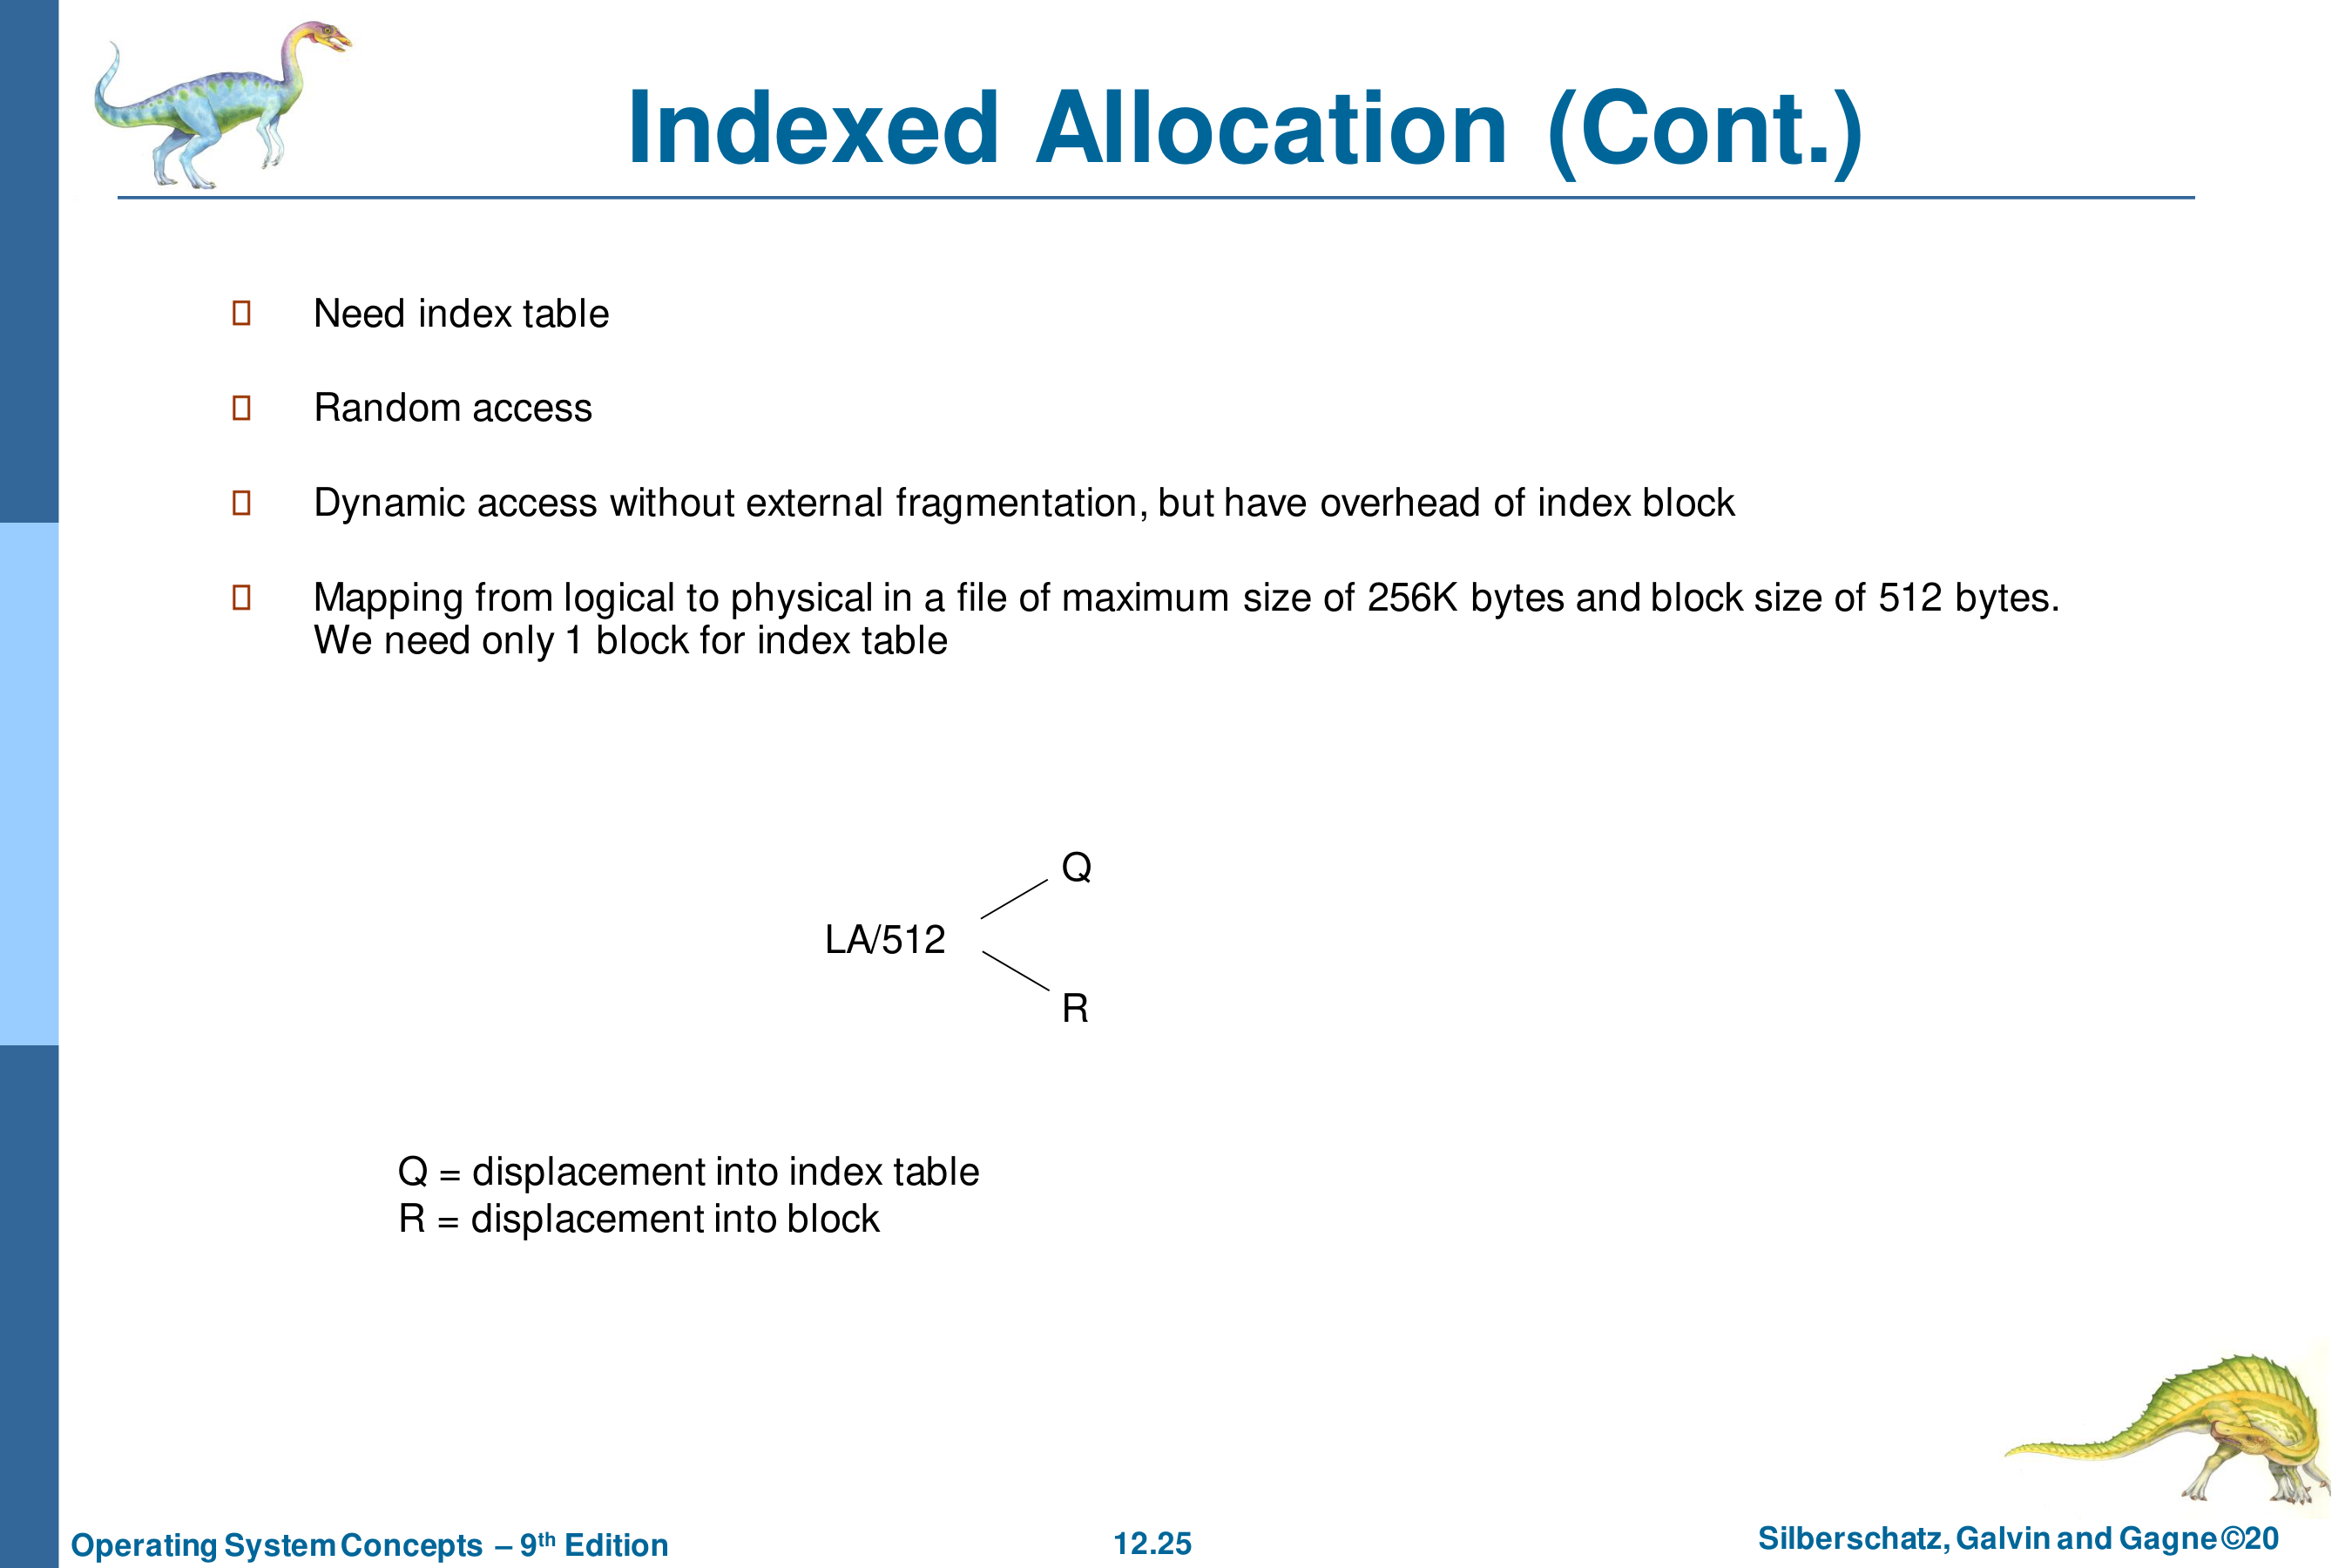 Indexed Allocation (Cont.)
Need index table
Random access
Dynamic access without external fragmentation, but have overhead of index block
Mapping from logical to physical in a file of maximum size of 256K bytes and block size of 512 bytes.
We need only 1 block for index table
Q
LA/512
R
Q = displacement into index table
R = displacement into block
Operating System Concepts – 9th Edition
12.25
Silberschatz, Galvin and Gagne ©20